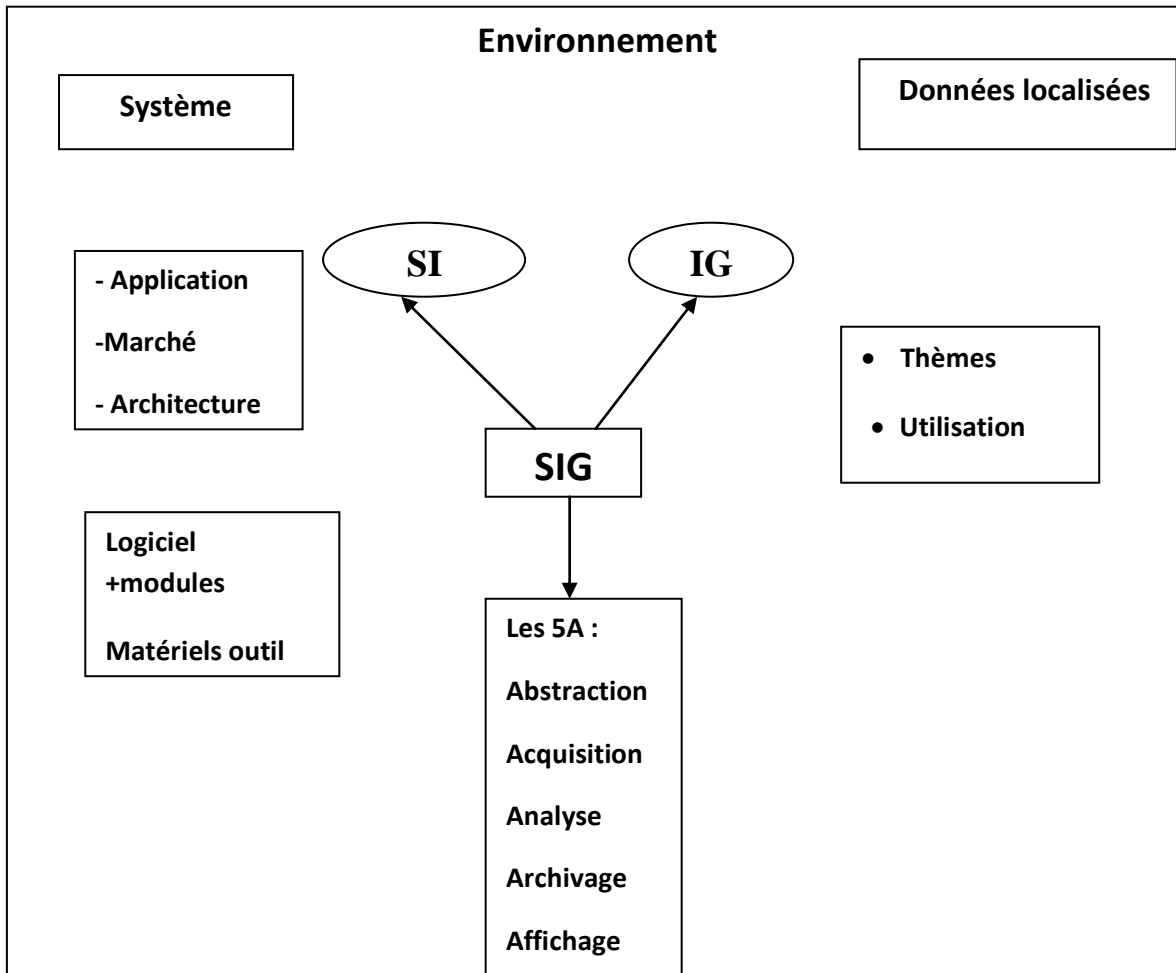 Environnement
Système
Données localisées
SI
IG
- Application
-Marché
- Architecture
• Thèmes
• Utilisation
SIG
Logiciel
+modules
Matériels outil
Les 5A :
Abstraction
Acquisition
Analyse
Archivage
Affichage